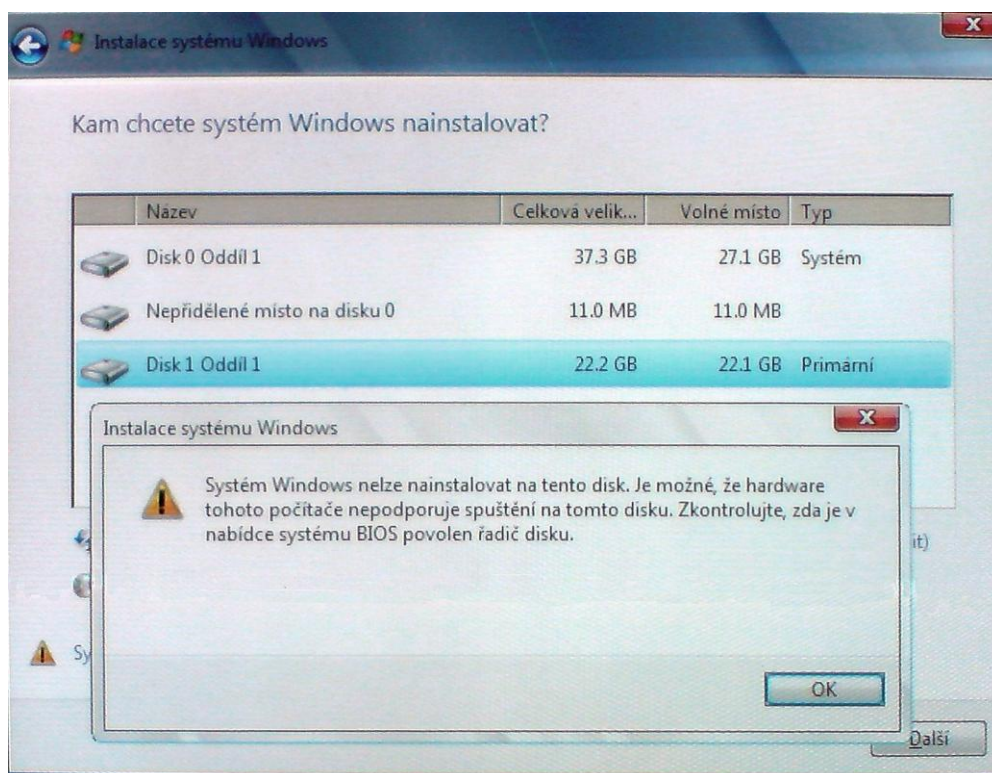 Instalace systému Windows
Kam chcete systém Windows nainstalovat?
Název Celková velik... Volné místo Typ
Disk 0 Oddíl 1 37.3 GB 27.1 GB Systém
Nepřidělené místo na disku 0 11.0 MB 11.0 MB
Disk 1 Oddíl 1 22.2 GB 22.1 GB Primární
Instalace systému Windows
Systém Windows nelze nainstalovat na tento disk. Je možné, že hardware
tohoto počítače nepodporuje spuštění na tomto disku. Zkontrolujte, zda je v
nabídce systému BIOS povolen řadič disku.
it)
Sy
OK
Další